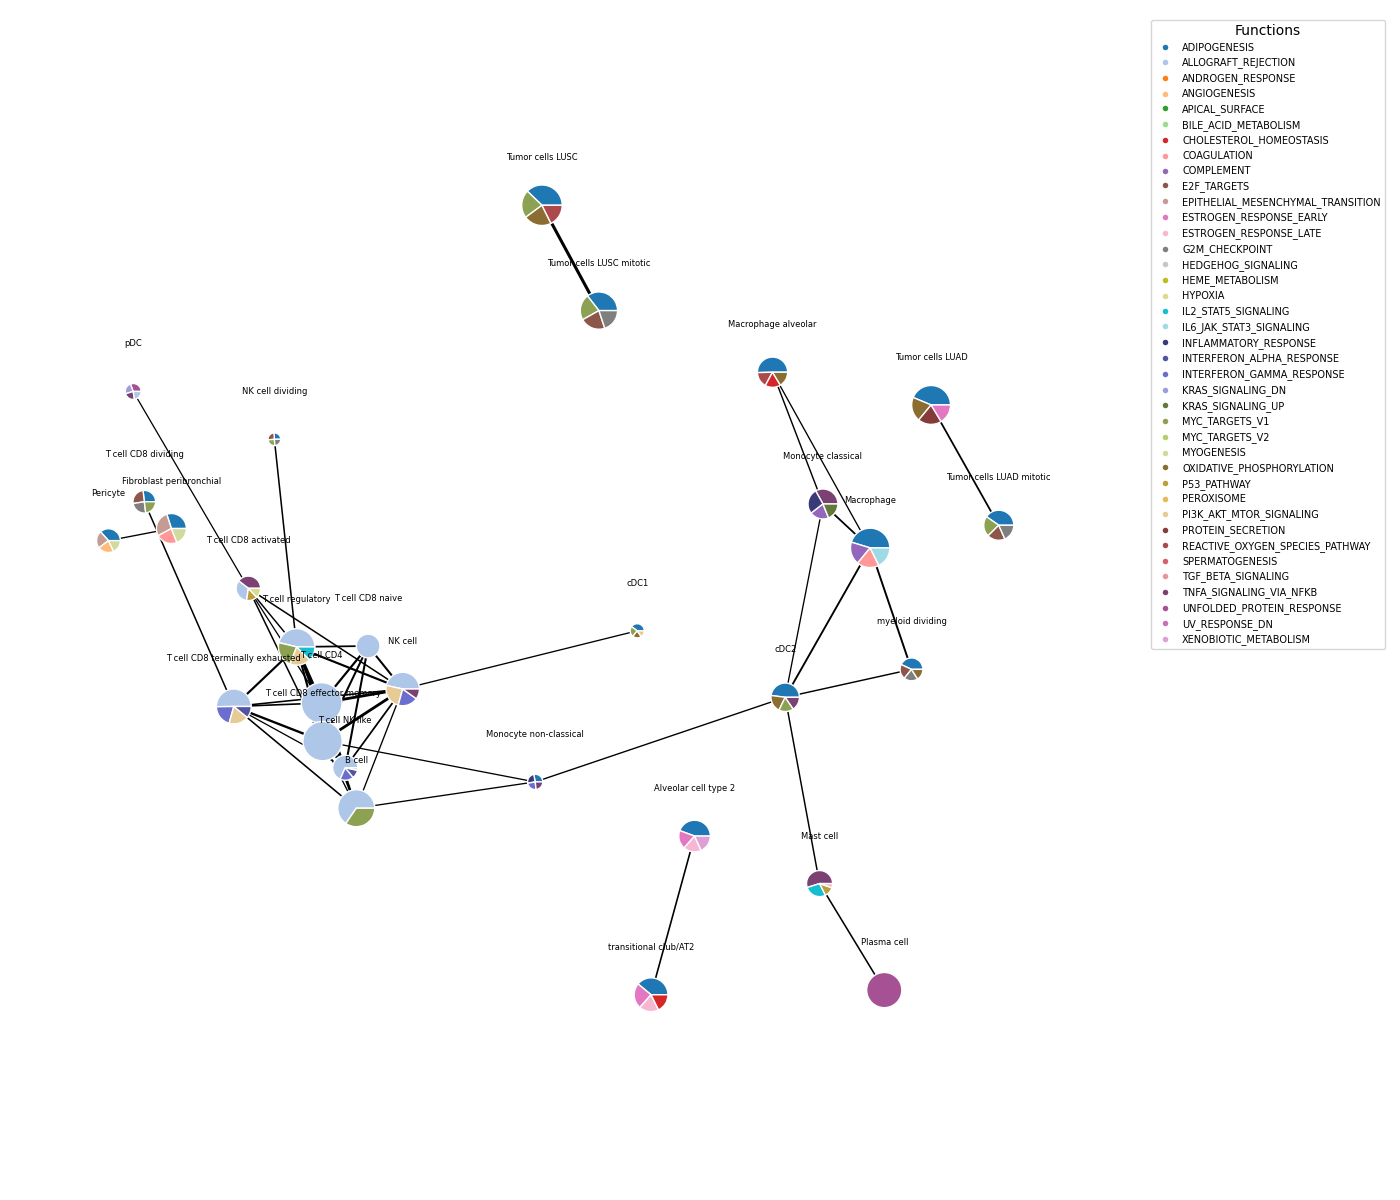 Functions
ADIPOGENESIS
ALLOGRAFT_REJECTION
ANDROGEN_RESPONSE
ANGIOGENESIS
APICAL_SURFACE
BILE_ACID_METABOLISM
CHOLESTEROL_HOMEOSTASIS
COAGULATION
COMPLEMENT
E2F_TARGETS
EPITHELIAL_MESENCHYMAL_TRANSITION
ESTROGEN_RESPONSE_EARLY
ESTROGEN_RESPONSE_LATE
G2M_CHECKPOINT
HEDGEHOG_SIGNALING
HEME_METABOLISM
HYPOXIA
IL2_STAT5_SIGNALING
IL6_JAK_STAT3_SIGNALING
INFLAMMATORY_RESPONSE
INTERFERON_ALPHA_RESPONSE
INTERFERON_GAMMA_RESPONSE
KRAS_SIGNALING_DN
KRAS_SIGNALING_UP
MYC_TARGETS_V1
MYC_TARGETS_V2
MYOGENESIS
OXIDATIVE_PHOSPHORYLATION
P53_PATHWAY
PEROXISOME
PI3K_AKT_MTOR_SIGNALING
PROTEIN_SECRETION
REACTIVE_OXYGEN_SPECIES_PATHWAY
SPERMATOGENESIS
TGF_BETA_SIGNALING
TNFA_SIGNALING_VIA_NFKB
UNFOLDED_PROTEIN_RESPONSE
UV_RESPONSE_DN
XENOBIOTIC_METABOLISM
Tumor cells LUSC
Tumor cells LUSC mitotic
Macrophage alveolar
pDC
Tumor cells LUAD
NK cell dividing
T cell CD8 dividing
Monocyte classical
Tumor cells LUAD mitotic
Fibroblast peribronchial
Pericyte
Macrophage
T cell CD8 activated
cDC1
T cell regulatory
T cell CD8 naive
myeloid dividing
NK cell
cDC2
T cell CD4
T cell CD8 terminally exhausted
T cell CD8 effector memory
T cell NK-like
Monocyte non-classical
B cell
Alveolar cell type 2
Mast cell
Plasma cell
transitional club/AT2